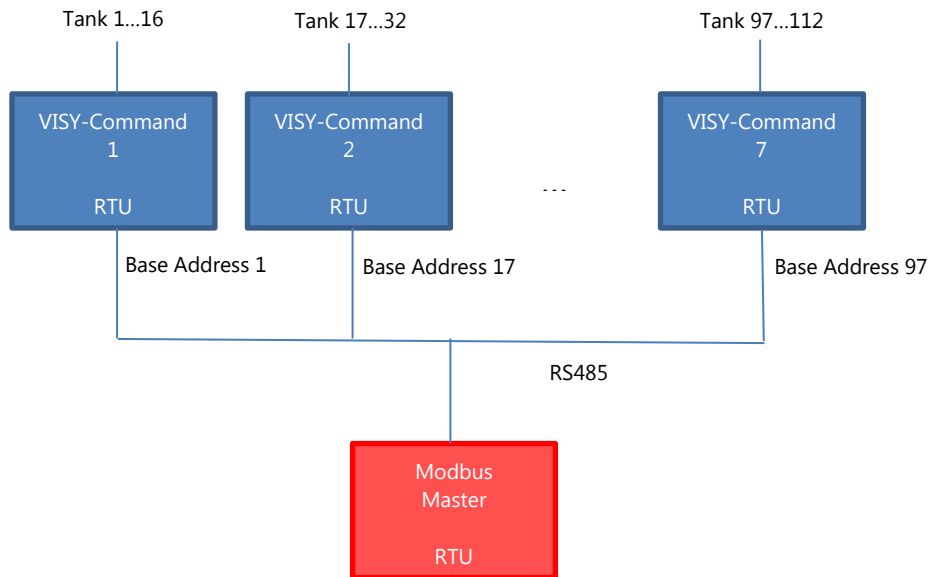 Tank 1...16
Tank 17...32
Tank 97...112
VISY-Command
1
RTU
VISY-Command
2
RTU
...
VISY-Command
7
RTU
Base Address 1
Base Address 17
Base Address 97
RS485
Modbus
Master
RTU